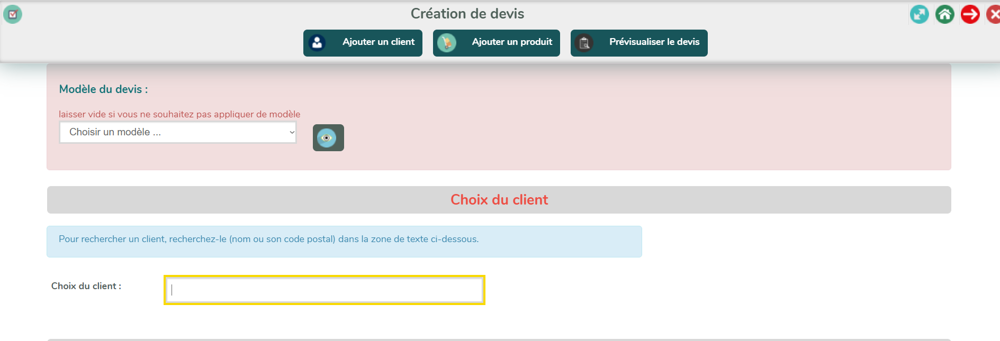 Création de devis
Ajouter un client
Ajouter un produit
Prévisualiser le devis
Modèle du devis :
laisser vide si vous ne souhaitez pas appliquer de modèle
Choisir un modèle ...
Choix du client
Pour rechercher un client, recherchez-le (nom ou son code postal) dans la zone de texte ci-dessous.
Choix du client :